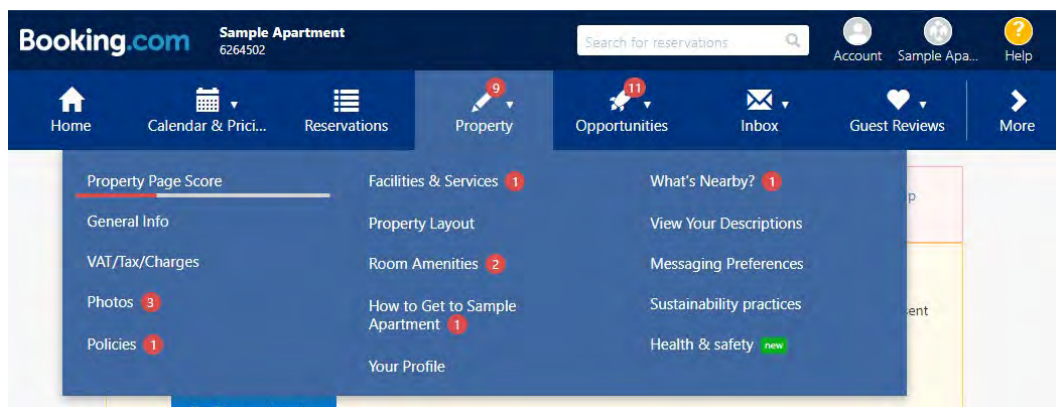 Booking.com
Sample Apartment
6264502
Search for reservations
Account
Sample Apa...
?
Help
Home
Calendar & Prici...
Reservations
9
Property
11
Opportunities
Inbox
Guest Reviews
More
Property Page Score
General Info
VAT/Tax/Charges
Photos 3
Policies 1
Facilities & Services 1
Property Layout
Room Amenities 2
How to Get to Sample
Apartment 1
Your Profile
What's Nearby? 1
View Your Descriptions
Messaging Preferences
Sustainability practices
Health & safety new